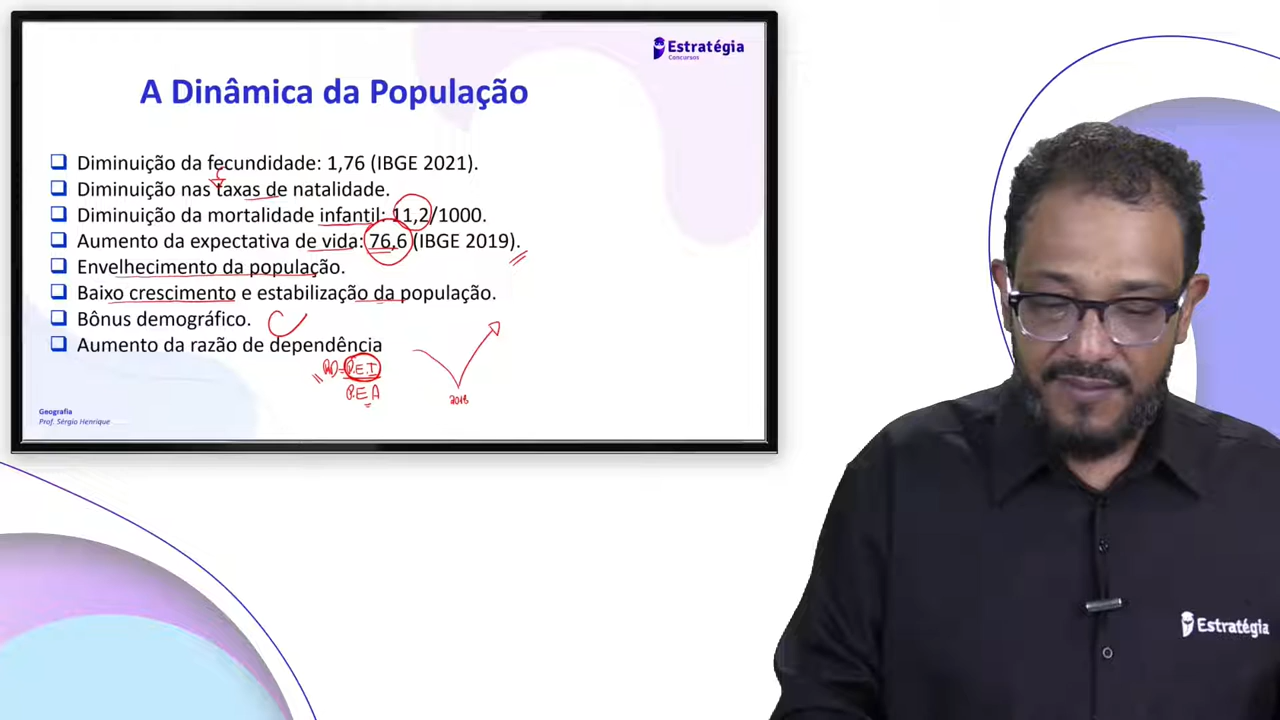 Estratégia
Concursos
A Dinâmica da População
Diminuição da fecundidade: 1,76 (IBGE 2021).
Diminuição nas taxas de natalidade.
Diminuição da mortalidade infantil: 11,2/1000.
Aumento da expectativa de vida: 76,6 (IBGE 2019).
Envelhecimento da população.
Baixo crescimento e estabilização da população.
Bônus demográfico.
Aumento da razão de dependência
RD= P.E.I
P.E.A
2018
Geografia
Prof. Sérgio Henrique
Estratégia